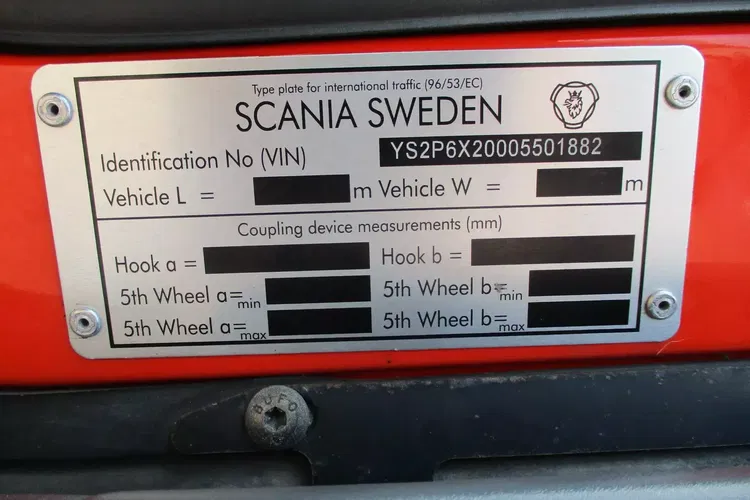 Type plate for international traffic (96/53/EC)
SCANIA SWEDEN
Identification No (VIN) YS2P6X20005501882
Vehicle L = m Vehicle W = m
Coupling device measurements (mm)
Hook a = Hook b =
5th Wheel a=min 5th Wheel b=min
5th Wheel a=max 5th Wheel b=max
BUFO